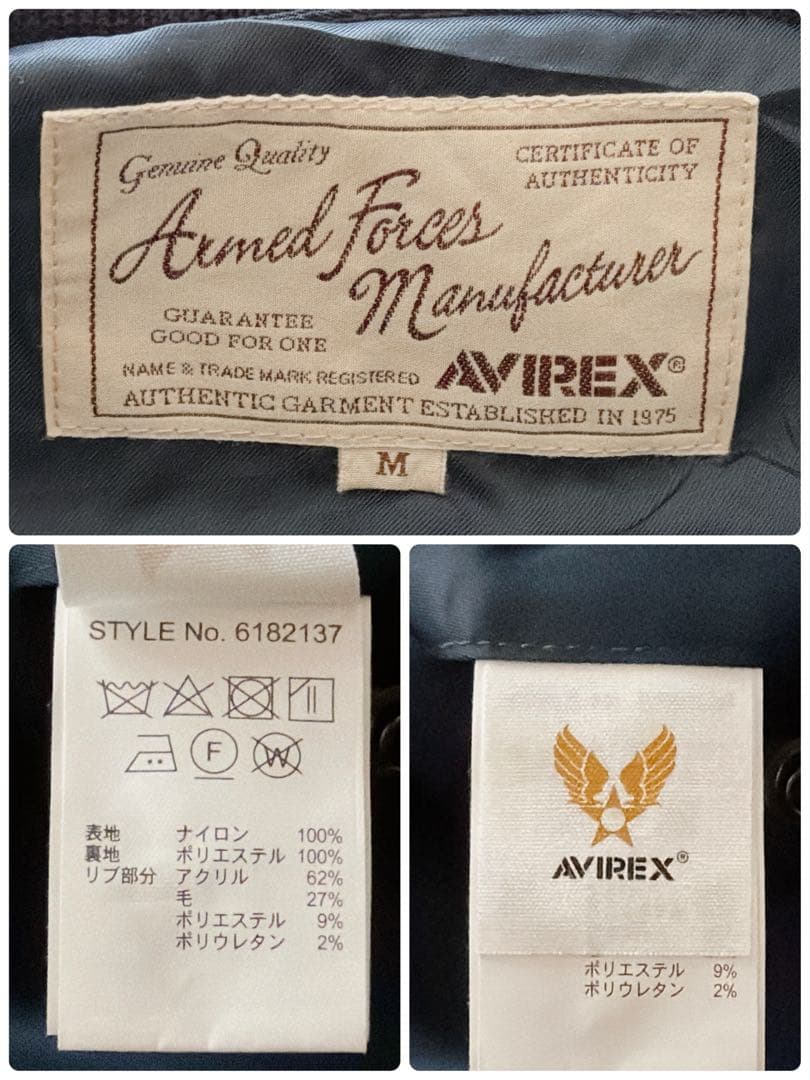 Genuine Quality
CERTIFICATE OF
AUTHENTICITY
Armed Forces
Manufacturer
GUARANTEE
GOOD FOR ONE
NAME & TRADE MARK REGISTERED
AVIREX®
AUTHENTIC GARMENT ESTABLISHED IN 1975
M
STYLE No. 6182137
F
W
表地 ナイロン 100%
裏地 ポリエステル 100%
リブ部分 アクリル 62%
毛 27%
ポリエステル 9%
ポリウレタン 2%
AVIREX®
ポリエステル 9%
ポリウレタン 2%